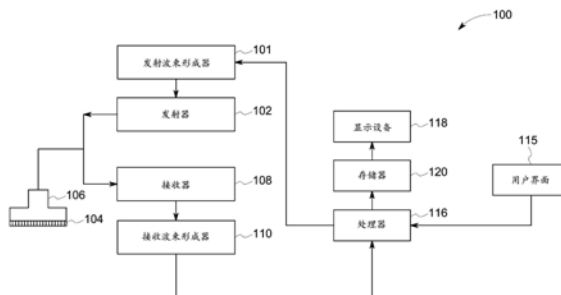 100
101
发射波束形成器
发射器
102
显示设备
118
115
接收器
108
存储器
120
用户界面
106
104
接收波束形成器
110
处理器
116